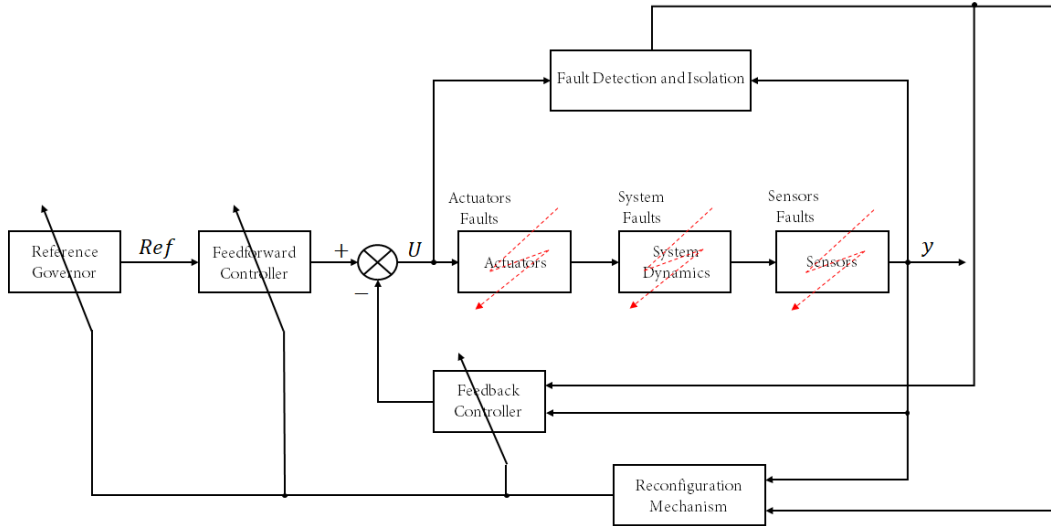 Fault Detection and Isolation
Actuators
Faults
System
Faults
Sensors
Faults
Reference
Governor
Ref
Feedforward
Controller
+
−
U
Actuators
System
Dynamics
Sensors
y
Feedback
Controller
Reconfiguration
Mechanism